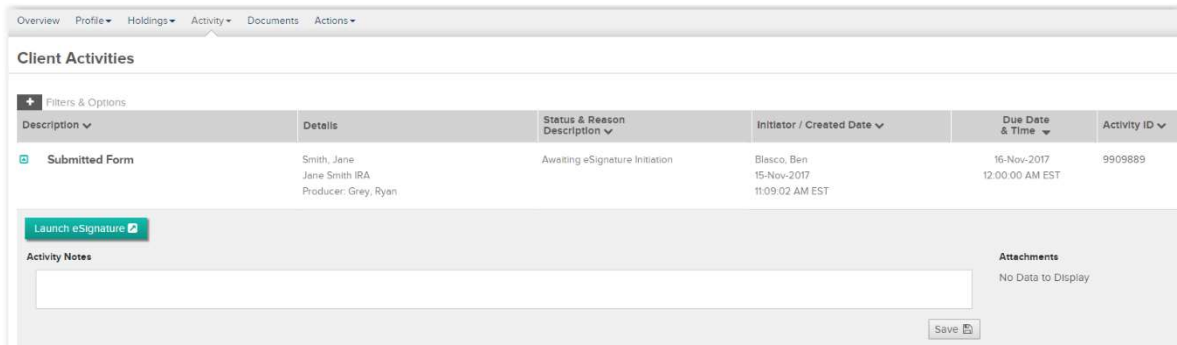 Overview Profile Holdings Activity Documents Actions
Client Activities
Filters & Options
Description Details Status & Reason Description Initiator / Created Date Due Date & Time Activity ID
Submitted Form Smith, Jane Awaiting eSignature Initiation Blasco, Ben 16-Nov-2017 9909889
Jane Smith IRA 15-Nov-2017 12:00:00 AM EST
Producer: Grey, Ryan 11:09:02 AM EST
Launch eSignature
Activity Notes Attachments
No Data to Display
Save